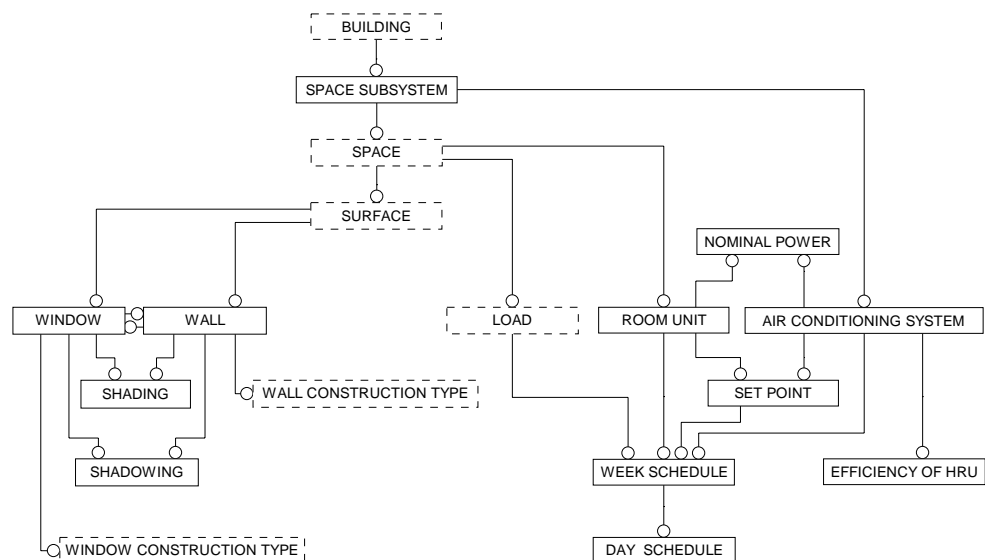 BUILDING
SPACE SUBSYSTEM
SPACE
SURFACE
NOMINAL POWER
WINDOW
WALL
LOAD
ROOM UNIT
AIR CONDITIONING SYSTEM
SHADING
WALL CONSTRUCTION TYPE
SET POINT
SHADOWING
WEEK SCHEDULE
EFFICIENCY OF HRU
WINDOW CONSTRUCTION TYPE
DAY SCHEDULE